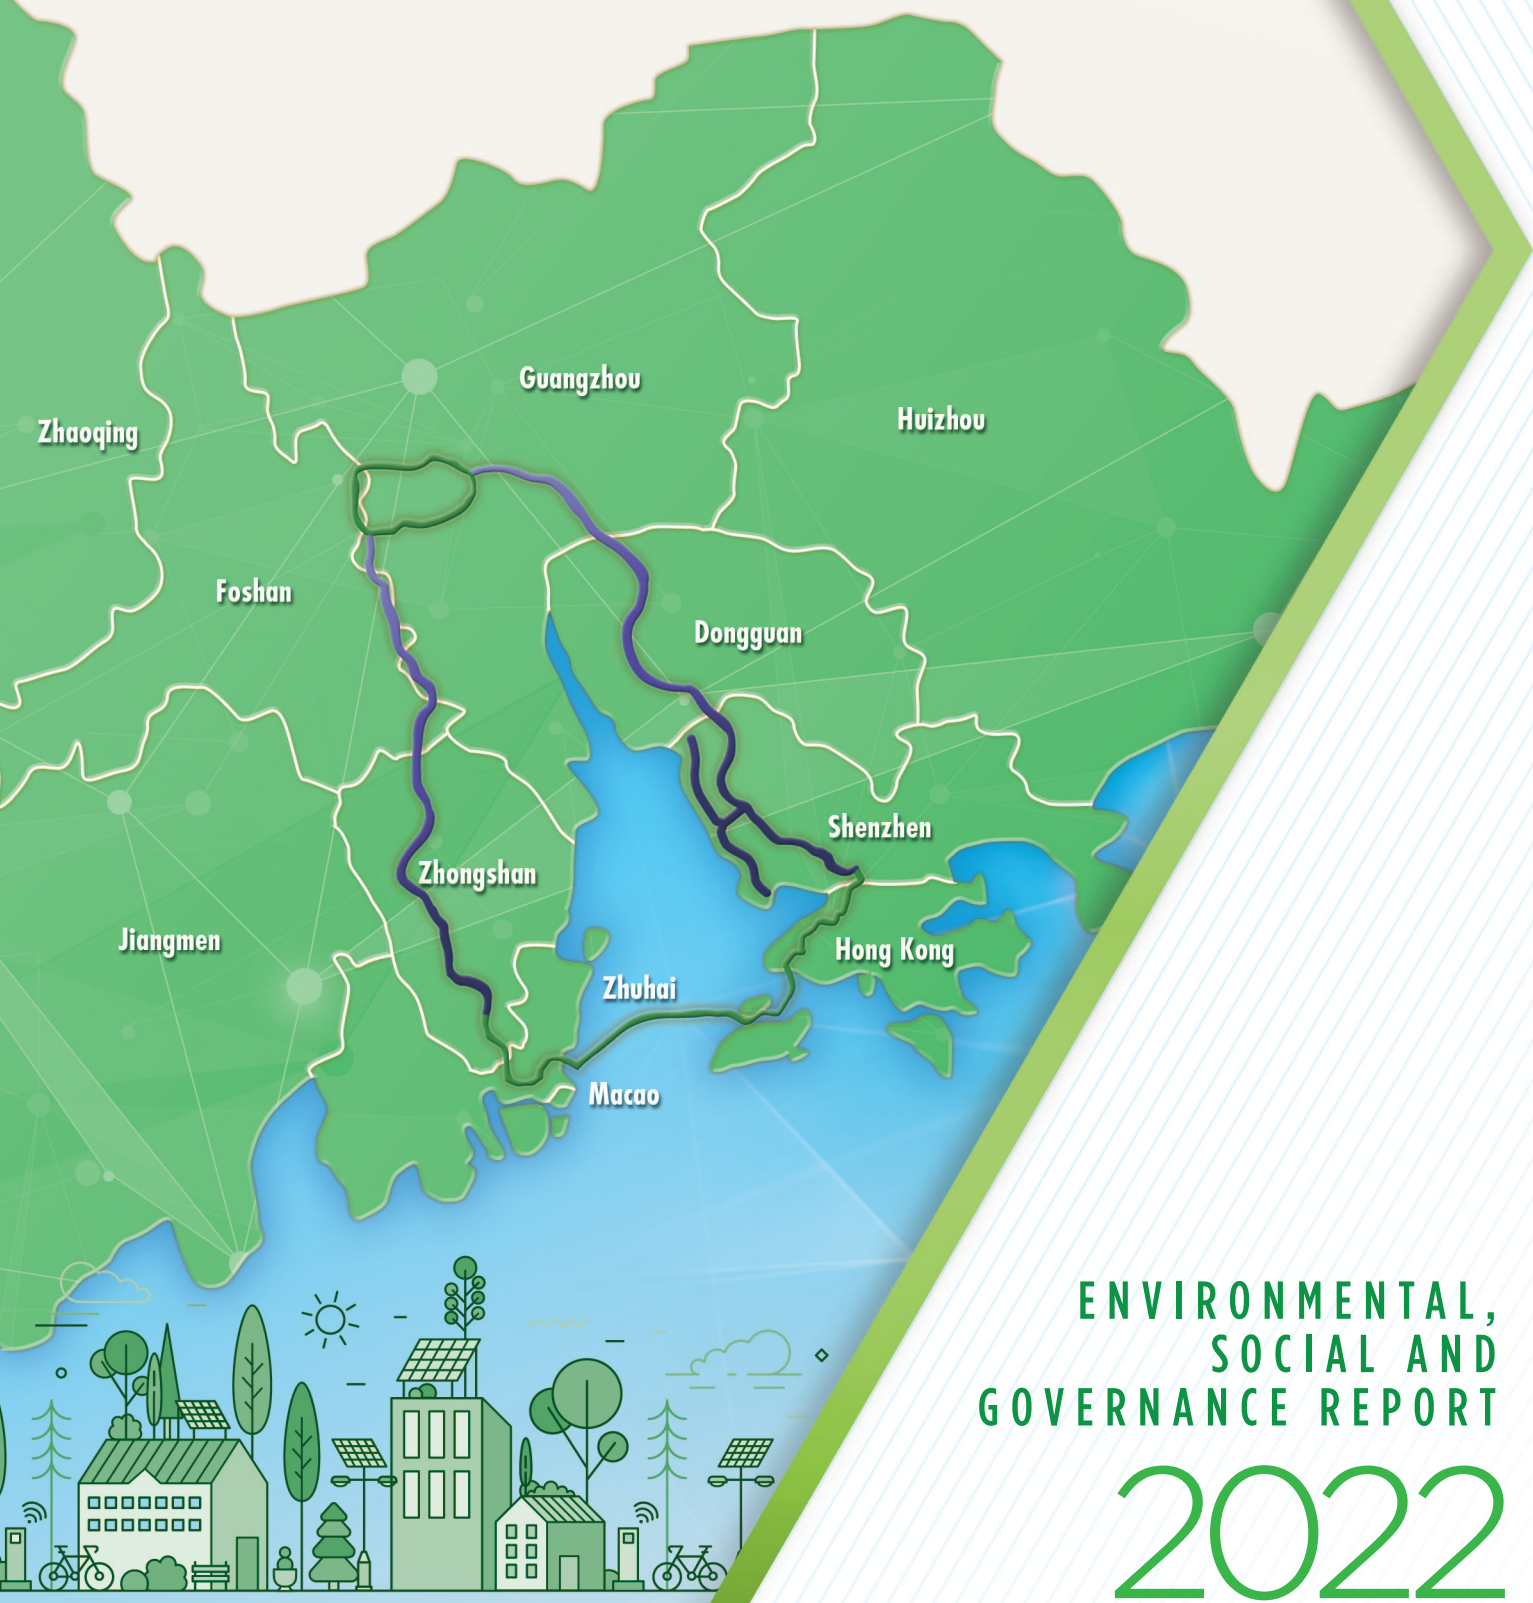 Guangzhou
Huizhou
Zhaoqing
Foshan
Dongguan
Shenzhen
Zhongshan
Jiangmen
Hong Kong
Zhuhai
Macao
ENVIRONMENTAL,
SOCIAL AND
GOVERNANCE REPORT
2022